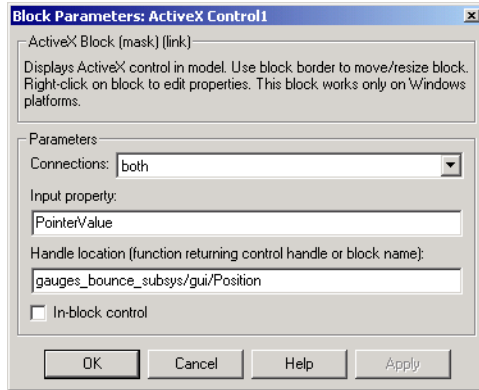 Block Parameters: ActiveX Control1
ActiveX Block (mask) (link)
Displays ActiveX control in model. Use block border to move/resize block.
Right-click on block to edit properties. This block works only on Windows
platforms.
Parameters
Connections: both
Input property:
PointerValue
Handle location (function returning control handle or block name):
gauges_bounce_subsys/gui/Position
In-block control
OK Cancel Help Apply